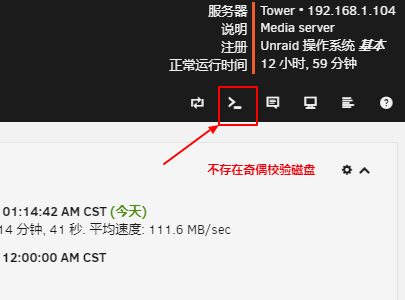 服务器 Tower • 192.168.1.104
说明 Media server
注册 Unraid 操作系统 基本
正常运行时间 12 小时, 59 分钟
不存在奇偶校验磁盘
01:14:42 AM CST (今天)
14 分钟, 41 秒. 平均速度: 111.6 MB/sec
12:00:00 AM CST